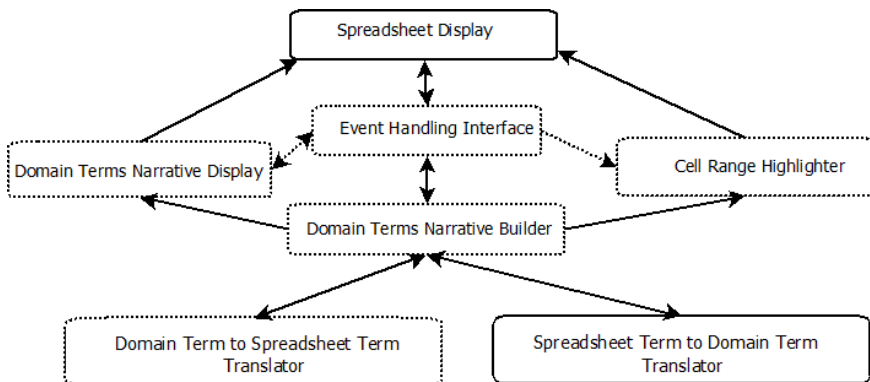 Spreadsheet Display
Event Handling Interface
Domain Terms Narrative Display
Cell Range Highlighter
Domain Terms Narrative Builder
Domain Term to Spreadsheet Term
Translator
Spreadsheet Term to Domain Term
Translator